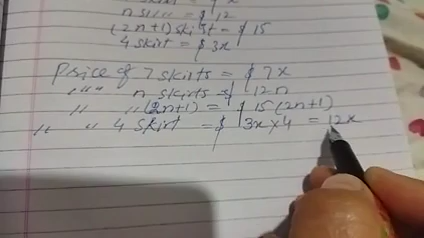 n skirt = $ 12
(2n+1) skirt = $ 15
4 skirt = $ 3x
Price of 7 skirts = $ 7x
" " " n skirts = $ 12n
" " " (2n+1) = $ 15(2n+1)
" " 4 skirt = $ 3x × 4 = 12x